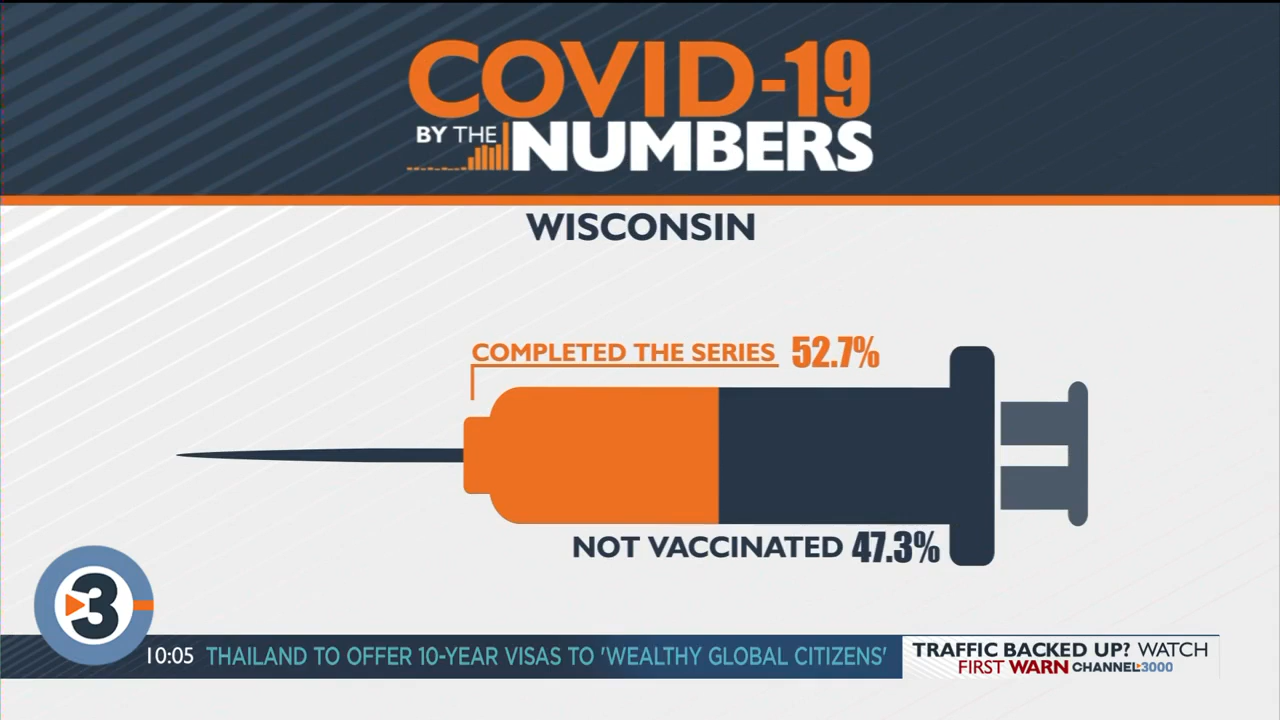 COVID-19
BY THE NUMBERS
WISCONSIN
COMPLETED THE SERIES 52.7%
NOT VACCINATED 47.3%
3
10:05 THAILAND TO OFFER 10-YEAR VISAS TO 'WEALTHY GLOBAL CITIZENS'
TRAFFIC BACKED UP? WATCH
FIRST WARN CHANNEL3000